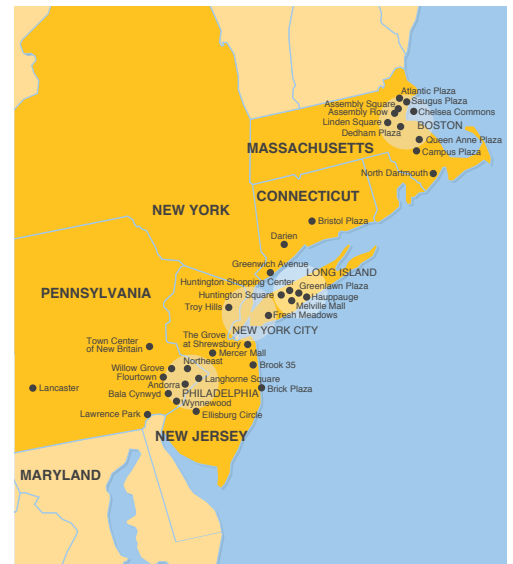 Atlantic Plaza
Assembly Square
Saugus Plaza
Assembly Row
Chelsea Commons
Linden Square
BOSTON
Dedham Plaza
Queen Anne Plaza
MASSACHUSETTS
Campus Plaza
North Dartmouth
CONNECTICUT
NEW YORK
Bristol Plaza
Darien
Greenwich Avenue
LONG ISLAND
Huntington Shopping Center
Greenlawn Plaza
PENNSYLVANIA
Huntington Square
Hauppauge
Troy Hills
Melville Mall
Fresh Meadows
NEW YORK CITY
The Grove
at Shrewsbury
Town Center
of New Britain
Mercer Mall
Northeast
Willow Grove
Brook 35
Flourtown
Langhorne Square
Andorra
Lancaster
Brick Plaza
Bala Cynwyd
PHILADELPHIA
Wynnewood
Lawrence Park
Ellisburg Circle
NEW JERSEY
MARYLAND